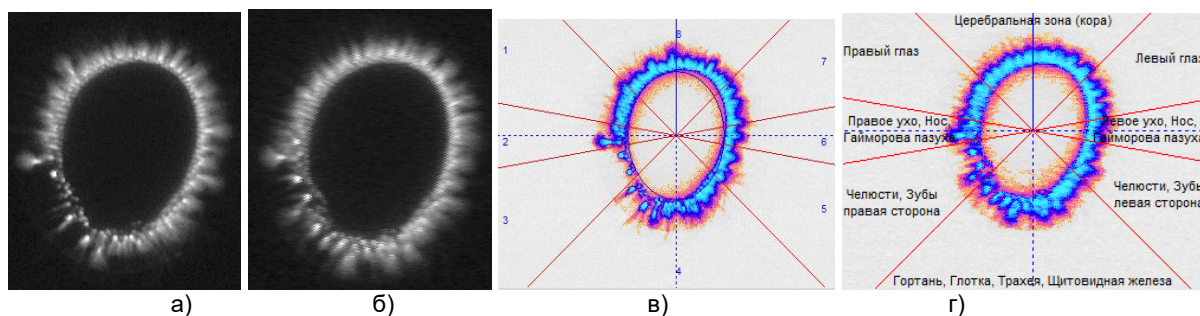 8
1
7
2
6
3
5
4
Церебральная зона (кора)
Правый глаз
Левый глаз
Правое ухо, Нос,
Гайморова пазуха
Левое ухо, Нос,
Гайморова пазуха
Челюсти, Зубы
правая сторона
Челюсти, Зубы
левая сторона
Гортань, Глотка, Трахея, Щитовидная железа
а)
б)
в)
г)